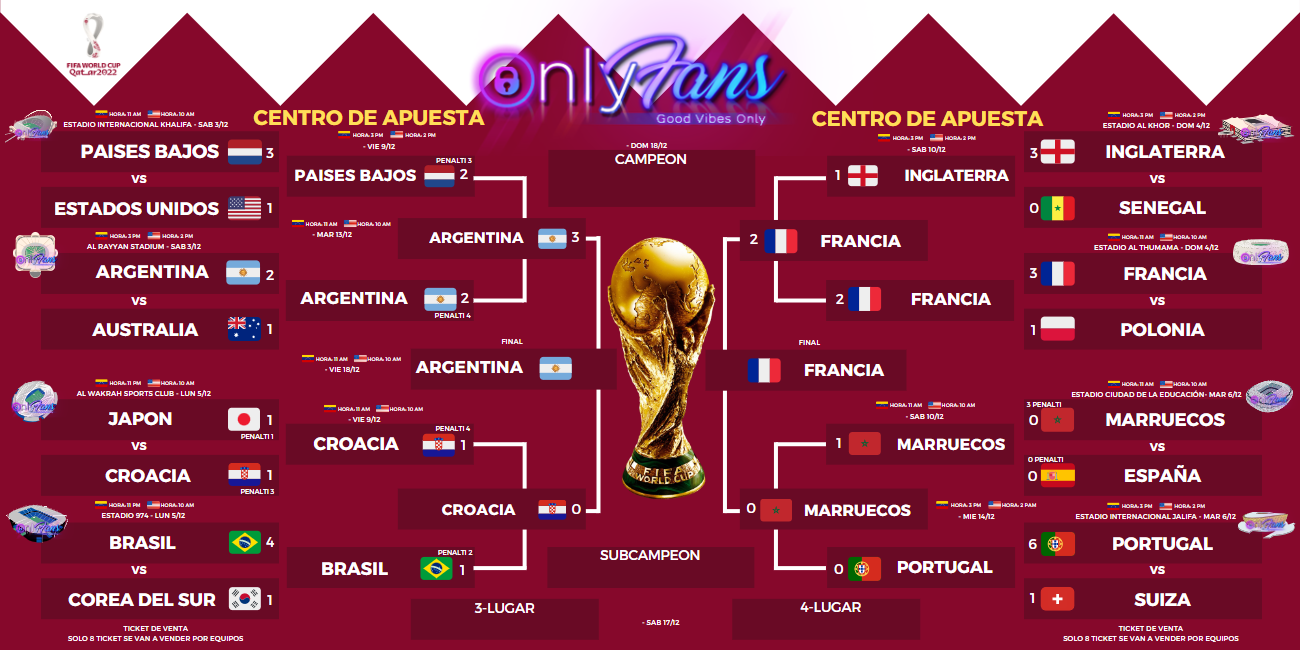 FIFA WORLD CUP
Qatar2022
OnlyFans
Good Vibes Only
CENTRO DE APUESTA
CENTRO DE APUESTA
HORA: 11 AM HORA: 10 AM
ESTADIO INTERNACIONAL KHALIFA - SAB 3/12
PAISES BAJOS 3
VS
ESTADOS UNIDOS 1
HORA: 3 PM HORA: 2 PM
AL RAYYAN STADIUM - SAB 3/12
ARGENTINA 2
VS
AUSTRALIA 1
HORA: 11 PM HORA: 10 AM
AL WAKRAH SPORTS CLUB - LUN 5/12
JAPON 1
PENALTI 1
VS
CROACIA 1
PENALTI 3
HORA: 11 PM HORA: 10 AM
ESTADIO 974 - LUN 5/12
BRASIL 4
VS
COREA DEL SUR 1
TICKET DE VENTA
SOLO 8 TICKET SE VAN A VENDER POR EQUIPOS
HORA: 3 PM HORA: 2 PM
- VIE 9/12
PENALTI 3
PAISES BAJOS 2
HORA: 11 AM HORA: 10 AM
- MAR 13/12
ARGENTINA 3
ARGENTINA 2
PENALTI 4
FINAL
HORA: 11 AM HORA: 10 AM
- VIE 18/12
ARGENTINA
HORA: 11 AM HORA: 10 AM
- VIE 9/12
PENALTI 4
CROACIA 1
CROACIA 0
PENALTI 2
BRASIL 1
- DOM 18/12
CAMPEON
FIFA
WORLD CUP
SUBCAMPEON
3-LUGAR
- SAB 17/12
4-LUGAR
HORA: 3 PM HORA: 2 PM
- SAB 10/12
1 INGLATERRA
2 FRANCIA
2 FRANCIA
FINAL
FRANCIA
HORA: 11 AM HORA: 10 AM
- SAB 10/12
1 MARRUECOS
0 MARRUECOS
HORA: 3 PM HORA: 2 PAM
- MIE 14/12
0 PORTUGAL
HORA: 3 PM HORA: 2 PM
ESTADIO AL KHOR - DOM 4/12
3 INGLATERRA
VS
0 SENEGAL
HORA: 11 AM HORA: 10 AM
ESTADIO AL THUMAMA - DOM 4/12
3 FRANCIA
VS
1 POLONIA
HORA: 11 AM HORA: 10 AM
ESTADIO CIUDAD DE LA EDUCACIÓN- MAR 6/12
3 PENALTI
0 MARRUECOS
VS
0 PENALTI
0 ESPAÑA
HORA: 3 PM HORA: 2 PM
ESTADIO INTERNACIONAL JALIFA - MAR 6/12
6 PORTUGAL
VS
1 SUIZA
TICKET DE VENTA
SOLO 8 TICKET SE VAN A VENDER POR EQUIPOS